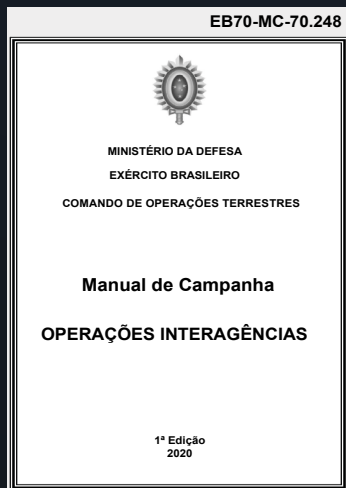 EB70-MC-70.248
MINISTÉRIO DA DEFESA
EXÉRCITO BRASILEIRO
COMANDO DE OPERAÇÕES TERRESTRES
Manual de Campanha
OPERAÇÕES INTERAGÊNCIAS
1ª Edição
2020